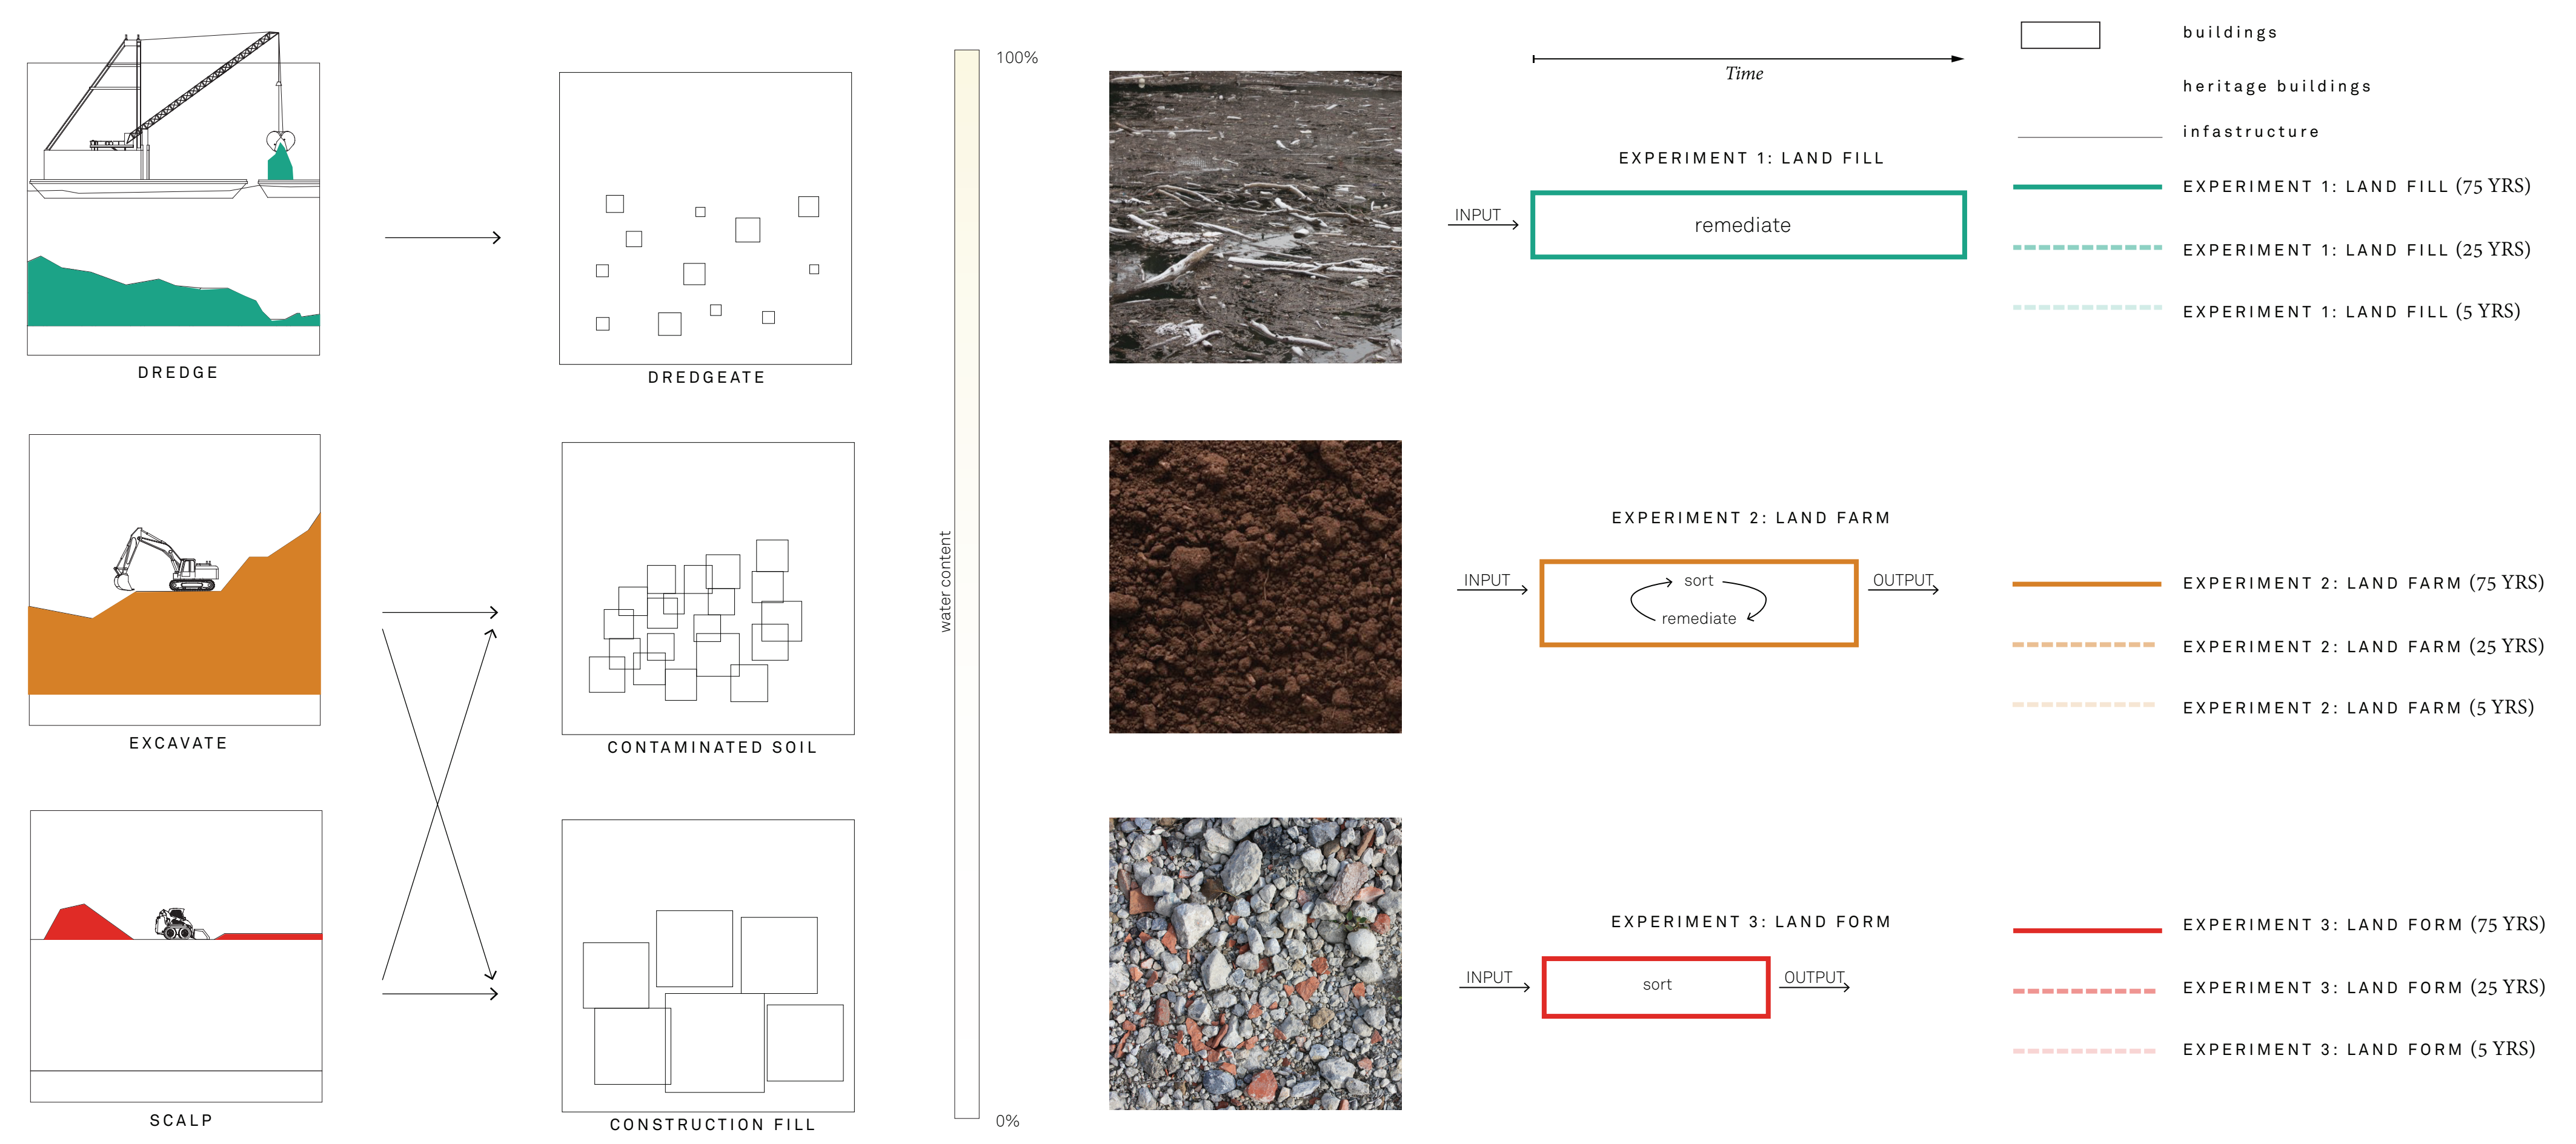 DREDGE
DREDGEATE
100%
Time
EXPERIMENT 1: LAND FILL
INPUT
remediate
buildings
heritage buildings
infastructure
EXPERIMENT 1: LAND FILL (75 YRS)
EXPERIMENT 1: LAND FILL (25 YRS)
EXPERIMENT 1: LAND FILL (5 YRS)
EXCAVATE
CONTAMINATED SOIL
water content
EXPERIMENT 2: LAND FARM
INPUT
sort
remediate
OUTPUT
EXPERIMENT 2: LAND FARM (75 YRS)
EXPERIMENT 2: LAND FARM (25 YRS)
EXPERIMENT 2: LAND FARM (5 YRS)
SCALP
CONSTRUCTION FILL
0%
EXPERIMENT 3: LAND FORM
INPUT
sort
OUTPUT
EXPERIMENT 3: LAND FORM (75 YRS)
EXPERIMENT 3: LAND FORM (25 YRS)
EXPERIMENT 3: LAND FORM (5 YRS)